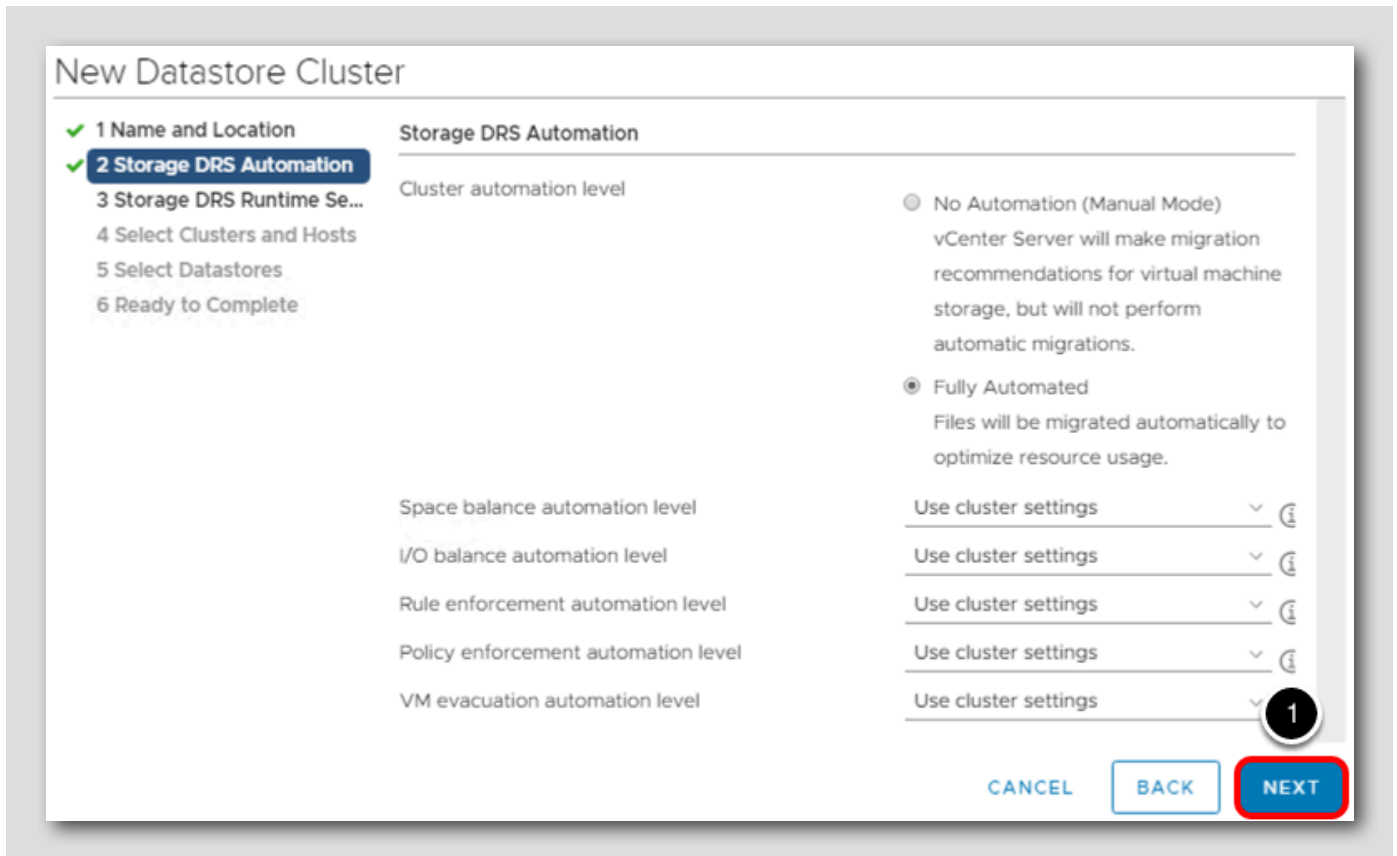 New Datastore Cluster
1 Name and Location
2 Storage DRS Automation
3 Storage DRS Runtime Se...
4 Select Clusters and Hosts
5 Select Datastores
6 Ready to Complete
Storage DRS Automation
Cluster automation level
No Automation (Manual Mode)
vCenter Server will make migration
recommendations for virtual machine
storage, but will not perform
automatic migrations.
Fully Automated
Files will be migrated automatically to
optimize resource usage.
Space balance automation level
Use cluster settings
I/O balance automation level
Use cluster settings
Rule enforcement automation level
Use cluster settings
Policy enforcement automation level
Use cluster settings
VM evacuation automation level
Use cluster settings
1
CANCEL
BACK
NEXT